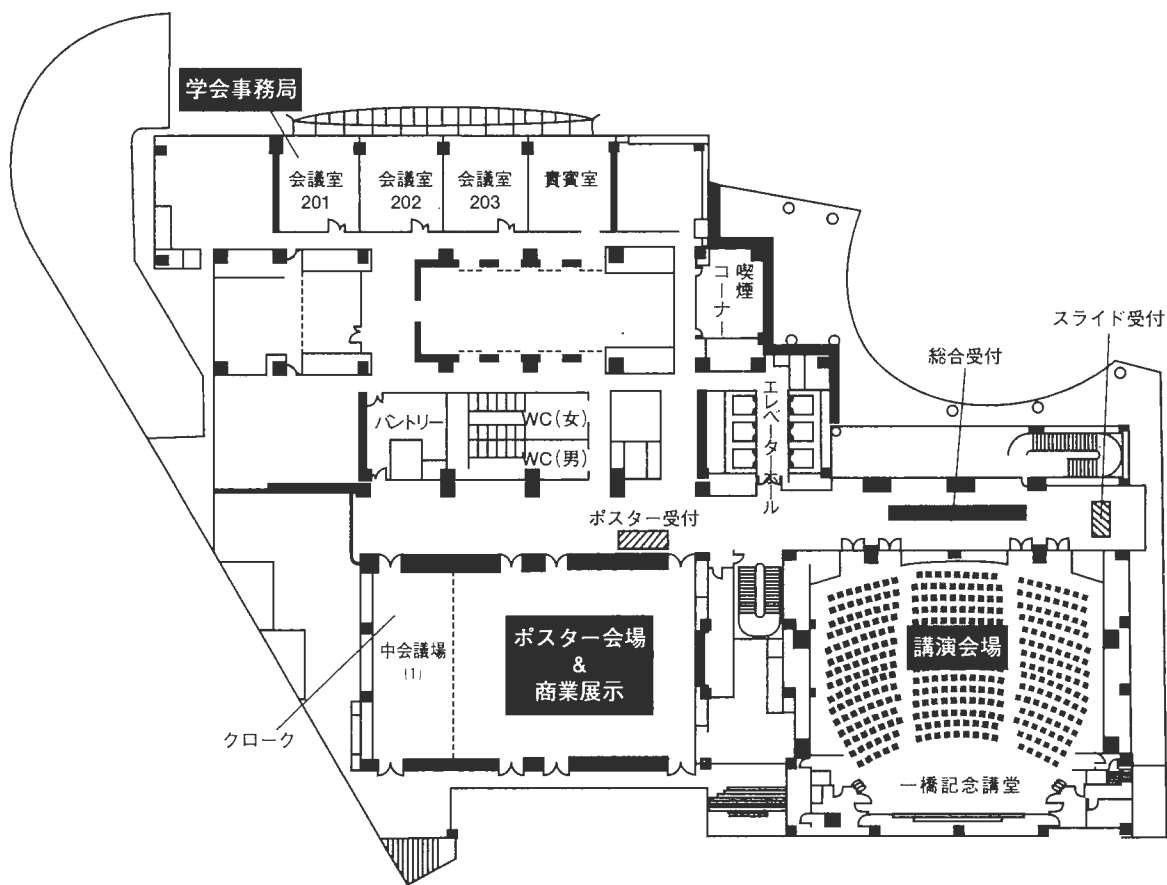 学会事務局
会議室
201
会議室
202
会議室
203
貴賓室
喫煙
コーナー
スライド受付
総合受付
エレベーターホール
パントリー
WC(女)
WC(男)
ポスター受付
ポスター会場
&
商業展示
講演会場
中会議場
(1)
クローク
一橋記念講堂